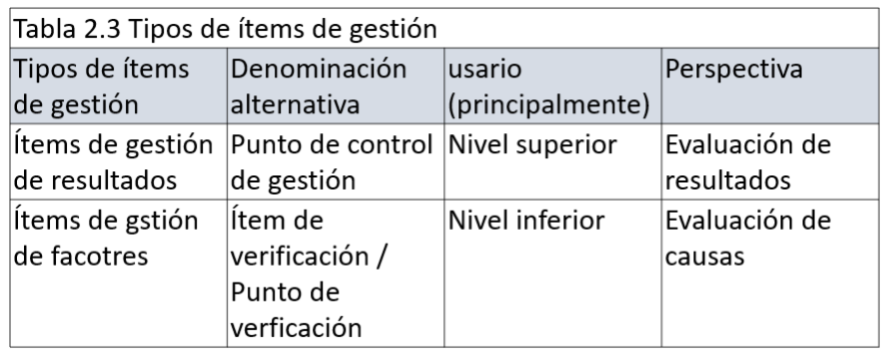 Tabla 2.3 Tipos de ítems de gestión
Tipos de ítems de gestión
Denominación alternativa
usario (principalmente)
Perspectiva
Ítems de gestión de resultados
Punto de control de gestión
Nivel superior
Evaluación de resultados
Ítems de gstión de facotres
Ítem de verificación / Punto de verficación
Nivel inferior
Evaluación de causas